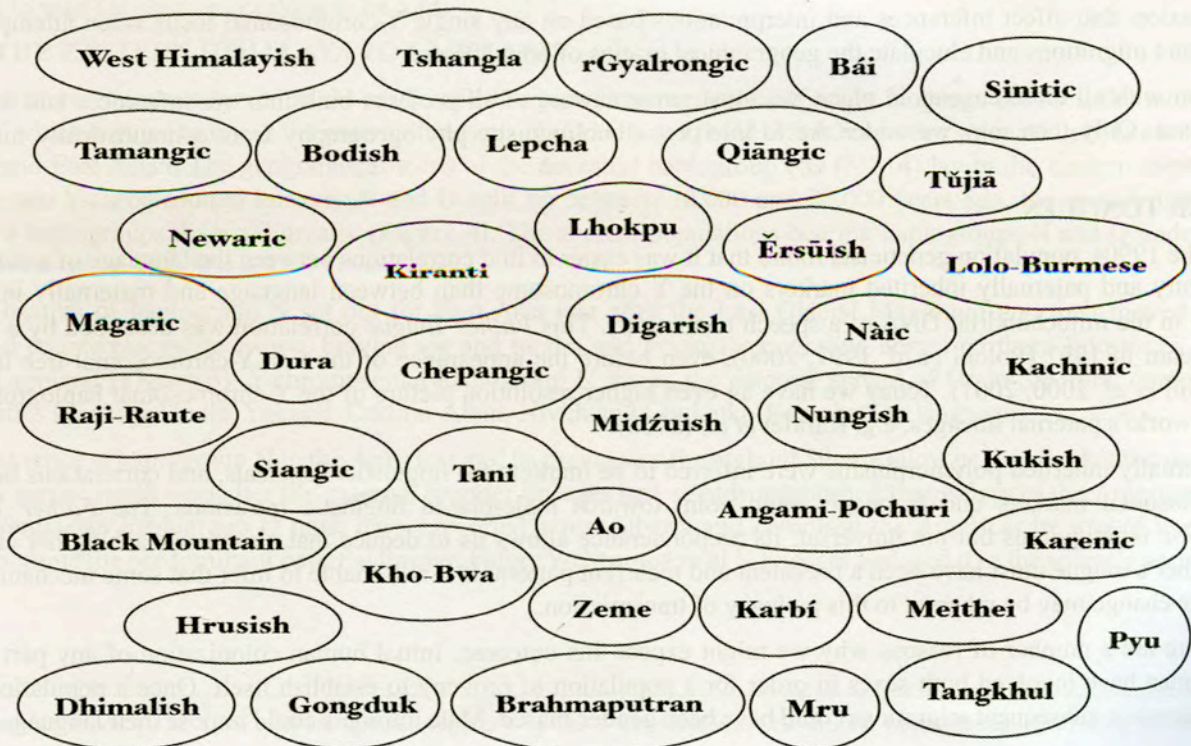 West Himalayish
Tshangla
rGyalrongic
Bái
Sinitic
Tamangic
Bodish
Lepcha
Qiāngic
Tǔjiā
Newaric
Kiranti
Lhokpu
Ersūish
Lolo-Burmese
Magaric
Dura
Chepangic
Digarish
Nàic
Kachinic
Raji-Raute
Midźuish
Nungish
Siangic
Tani
Kukish
Ao
Angami-Pochuri
Black Mountain
Kho-Bwa
Karenic
Hrusish
Zeme
Karbí
Meithei
Pyu
Dhimalish
Gongduk
Brahmaputran
Mru
Tangkhul